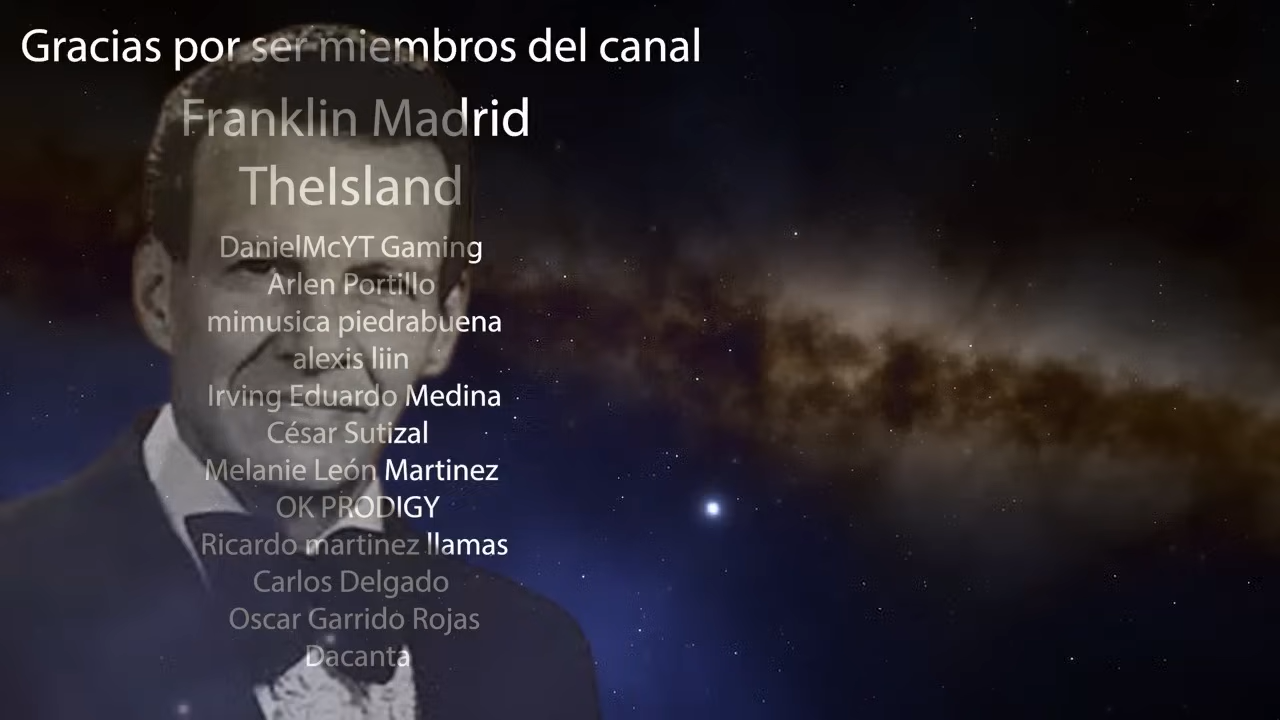 Gracias por ser miembros del canal
Franklin Madrid
TheIsland
DanielMcYT Gaming
Arlen Portillo
mimusica piedrabuena
alexis liin
Irving Eduardo Medina
César Sutizal
Melanie León Martinez
OK PRODIGY
Ricardo martinez llamas
Carlos Delgado
Oscar Garrido Rojas
Dacanta